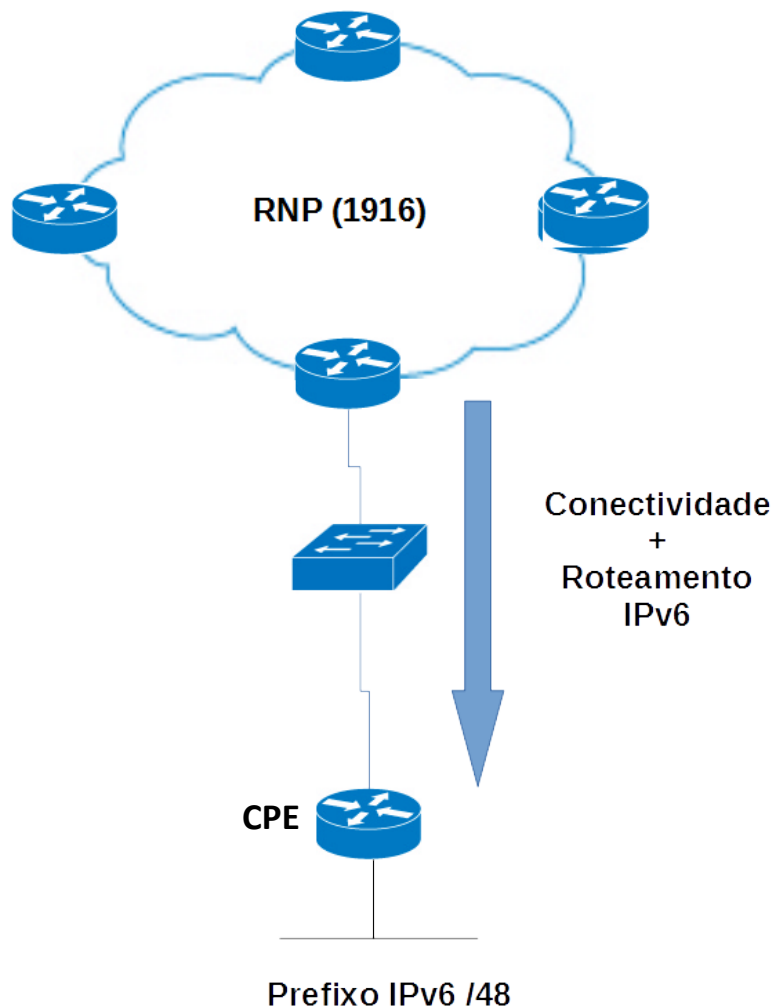 RNP (1916)
Conectividade
+
Roteamento
IPv6
CPE
Prefixo IPv6 /48